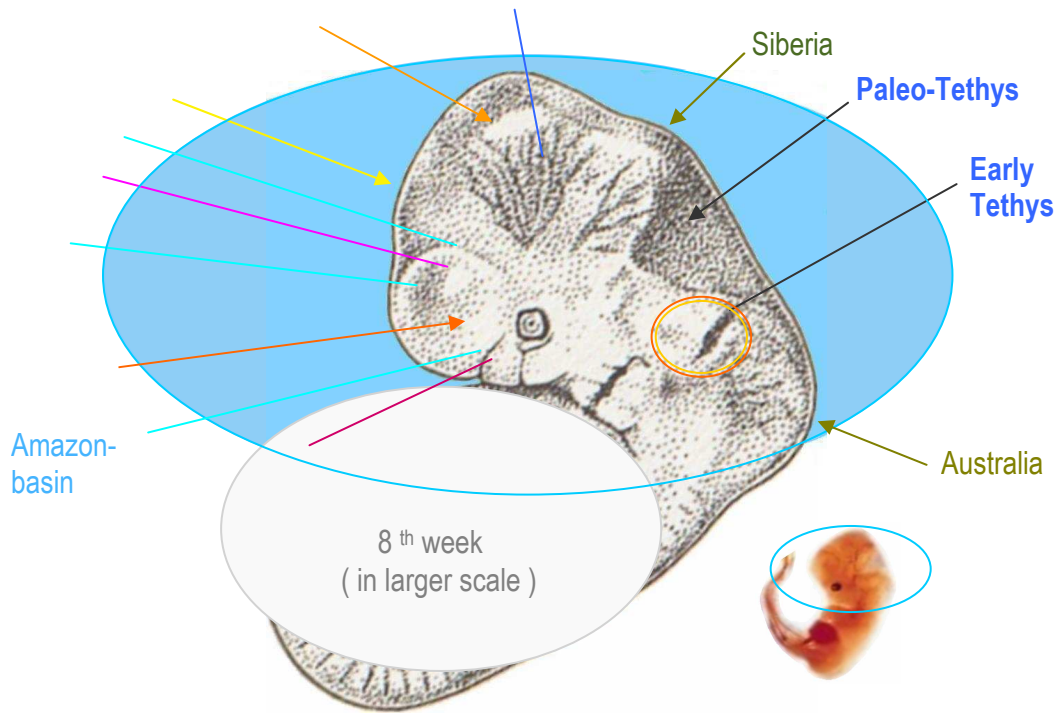 Siberia
Paleo-Tethys
Early
Tethys
Amazon-
basin
Australia
8 th week
( in larger scale )